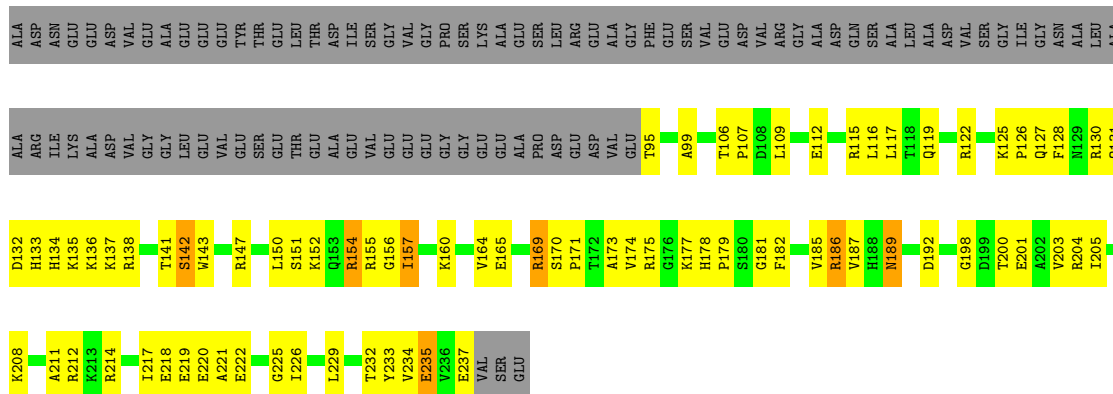 ALA ASP ASN GLU GLU ASP VAL GLU ALA GLU GLU TYR THR GLU LEU THR ASP ILE SER GLY VAL GLY PRO SER LYS ALA GLU SER LEU ARG GLU ALA GLY PHE GLU SER VAL GLU ASP VAL ARG GLY ALA ASP GLN SER ALA LEU ALA ASP VAL SER GLY ILE GLY ASN ALA LEU ALA
ALA ARG ILE LYS ALA ASP VAL GLY GLY LEU GLU VAL GLU SER GLU THR GLU ALA GLU VAL GLU GLU GLU GLY GLY GLU GLU ALA PRO ASP GLU ASP VAL GLU T95 A99 T106 P107 D108 L109 E112 R115 L116 L117 T118 Q119 R122 K125 P126 Q127 F128 N129 R130
D132 H133 H134 K135 K136 K137 R138 T141 S142 W143 R147 L150 S151 K152 Q153 R154 R155 G156 I157 K160 V164 E165 R169 S170 P171 T172 A173 V174 R175 G176 K177 H178 P179 S180 G181 F182 V185 R186 V187 H188 N189 D192 G198 D199 T200 E201 A202 V203 R204 I205
K208 A211 R212 K213 R214 I217 E218 E219 E220 A221 E222 G225 I226 L229 T232 Y233 V234 E235 V236 E237 VAL SER GLU